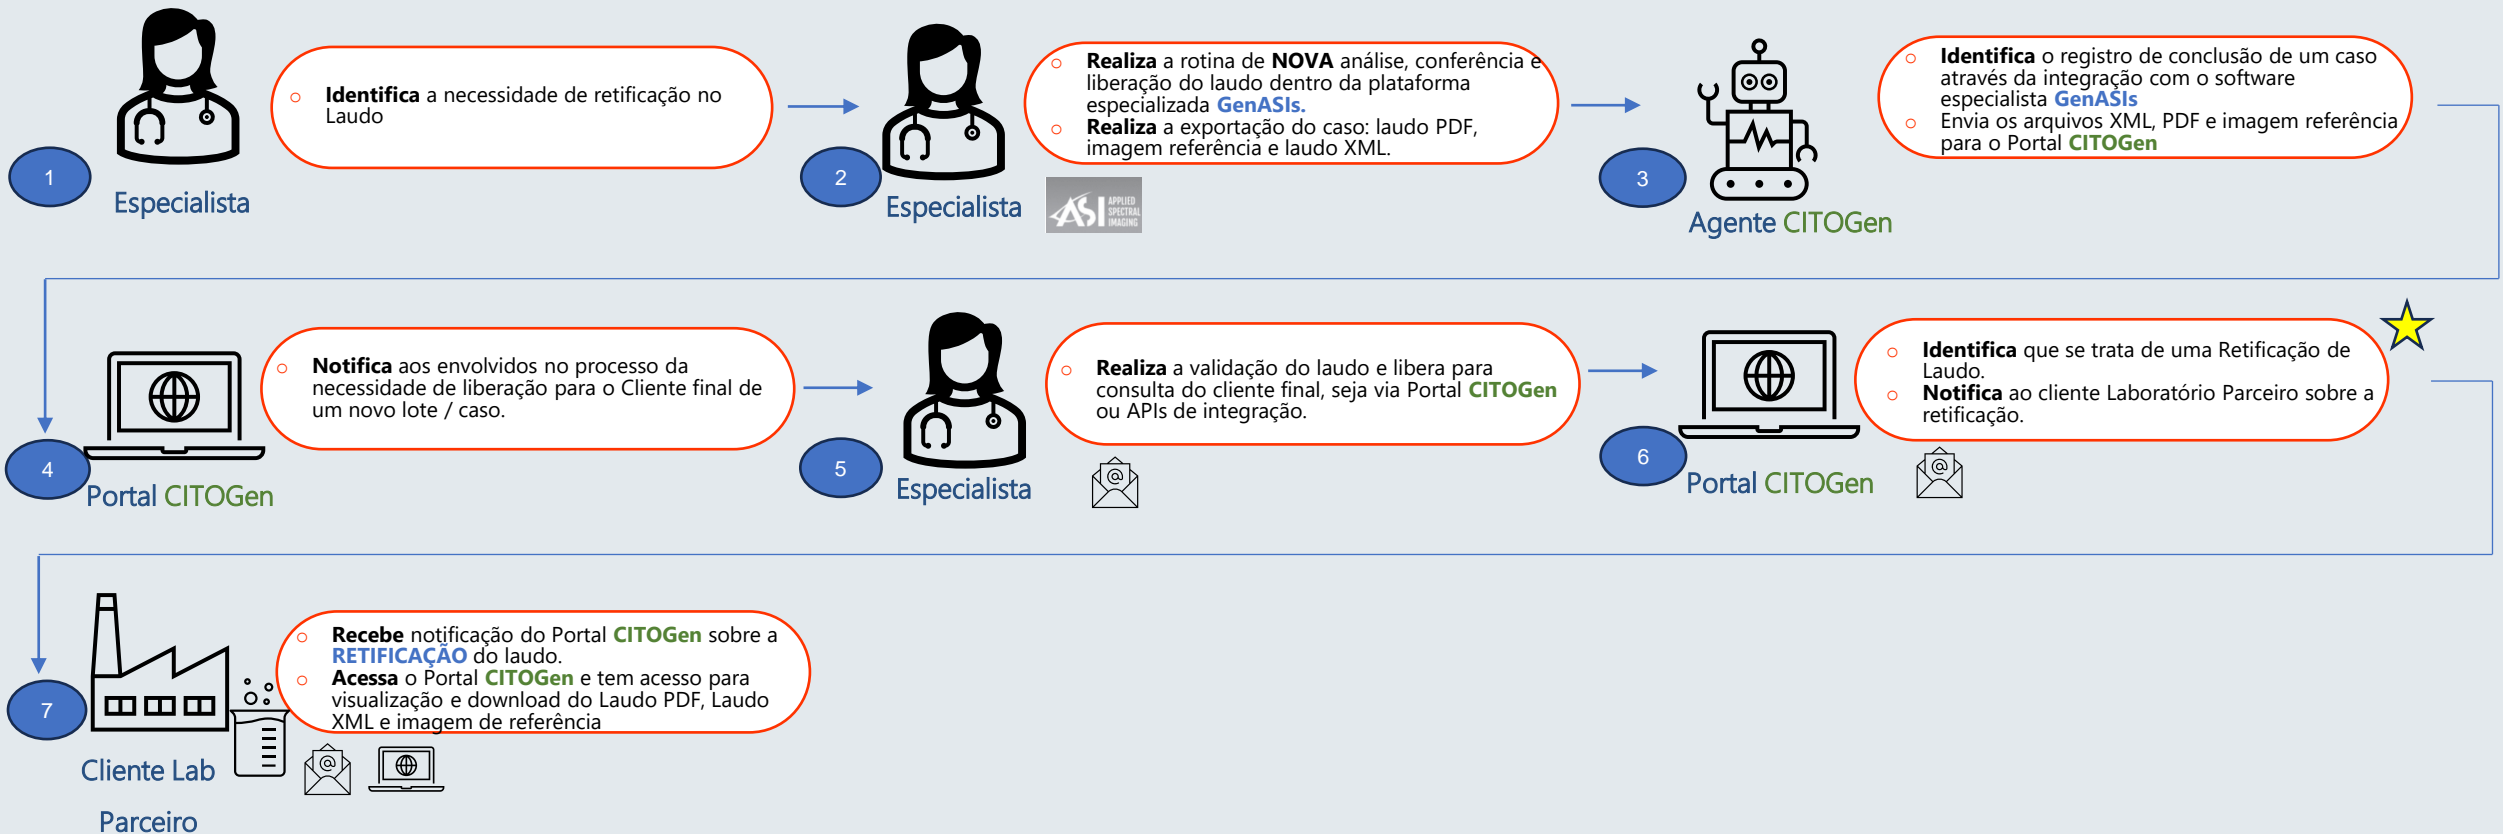 1
Especialista
Identifica a necessidade de retificação no
Laudo
2
Especialista
Realiza a rotina de NOVA análise, conferência e
liberação do laudo dentro da plataforma
especializada GenASIs.
Realiza a exportação do caso: laudo PDF,
imagem referência e laudo XML.
ASI APPLIED
SPECTRAL
IMAGING
3
Agente CITOGen
Identifica o registro de conclusão de um caso
através da integração com o software
especialista GenASIs
Envia os arquivos XML, PDF e imagem referência
para o Portal CITOGen
4
Portal CITOGen
Notifica aos envolvidos no processo da
necessidade de liberação para o Cliente final de
um novo lote / caso.
5
Especialista
Realiza a validação do laudo e libera para
consulta do cliente final, seja via Portal CITOGen
ou APIs de integração.
@
6
Portal CITOGen
Identifica que se trata de uma Retificação de
Laudo.
Notifica ao cliente Laboratório Parceiro sobre a
retificação.
@
7
Cliente Lab
Parceiro
Recebe notificação do Portal CITOGen sobre a
RETIFICAÇÃO do laudo.
Acessa o Portal CITOGen e tem acesso para
visualização e download do Laudo PDF, Laudo
XML e imagem de referência
@